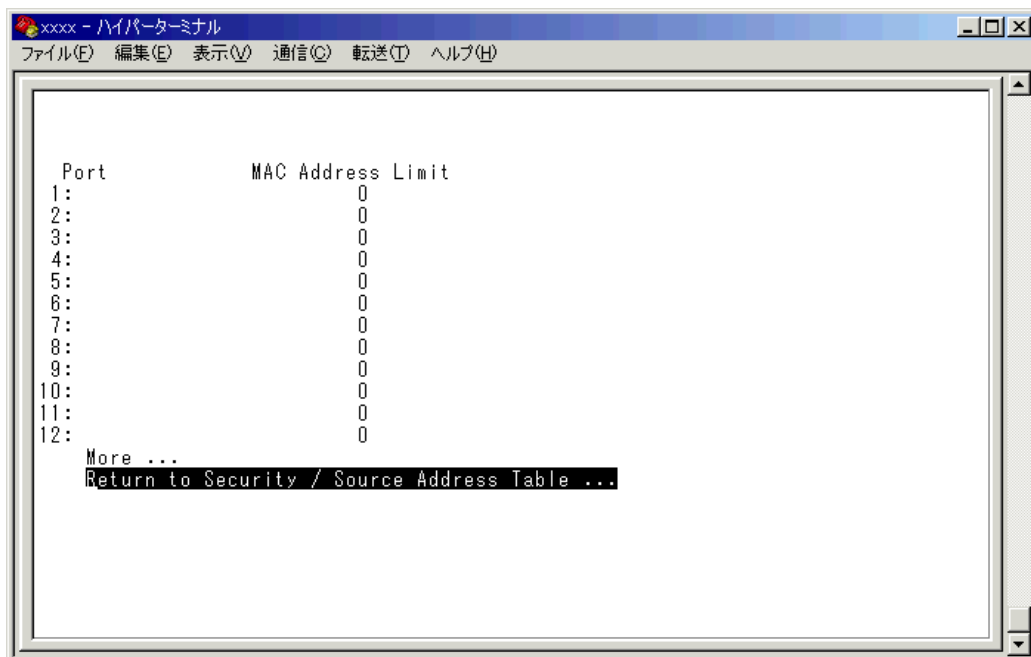 xxxx - ハイパーターミナル
ファイル(F) 編集(E) 表示(V) 通信(C) 転送(T) ヘルプ(H)
Port MAC Address Limit
1: 0
2: 0
3: 0
4: 0
5: 0
6: 0
7: 0
8: 0
9: 0
10: 0
11: 0
12: 0
More ...
Return to Security / Source Address Table ...